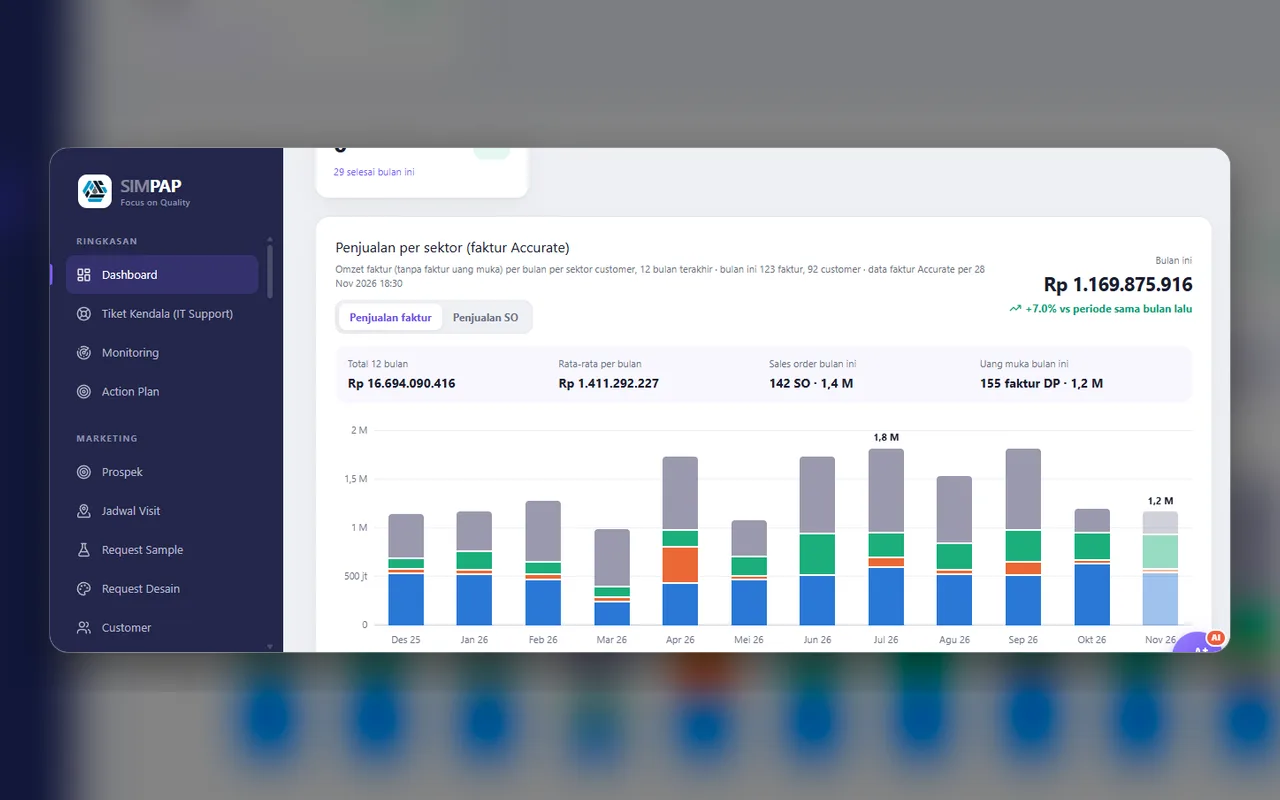 SIMPAP
Focus on Quality
RINGKASAN
Dashboard
Tiket Kendala (IT Support)
Monitoring
Action Plan
MARKETING
Prospek
Jadwal Visit
Request Sample
Request Desain
Customer
29 selesai bulan ini
Penjualan per sektor (faktur Accurate)
Omzet faktur (tanpa faktur uang muka) per bulan per sektor customer, 12 bulan terakhir · bulan ini 123 faktur, 92 customer · data faktur Accurate per 28
Nov 2026 18:30
Bulan ini
Rp 1.169.875.916
+7.0% vs periode sama bulan lalu
Penjualan faktur
Penjualan SO
Total 12 bulan
Rp 16.694.090.416
Rata-rata per bulan
Rp 1.411.292.227
Sales order bulan ini
142 SO · 1,4 M
Uang muka bulan ini
155 faktur DP · 1,2 M
2 M
1,5 M
1 M
500 jt
0
1,8 M
1,2 M
Des 25
Jan 26
Feb 26
Mar 26
Apr 26
Mei 26
Jun 26
Jul 26
Agu 26
Sep 26
Okt 26
Nov 26
AI